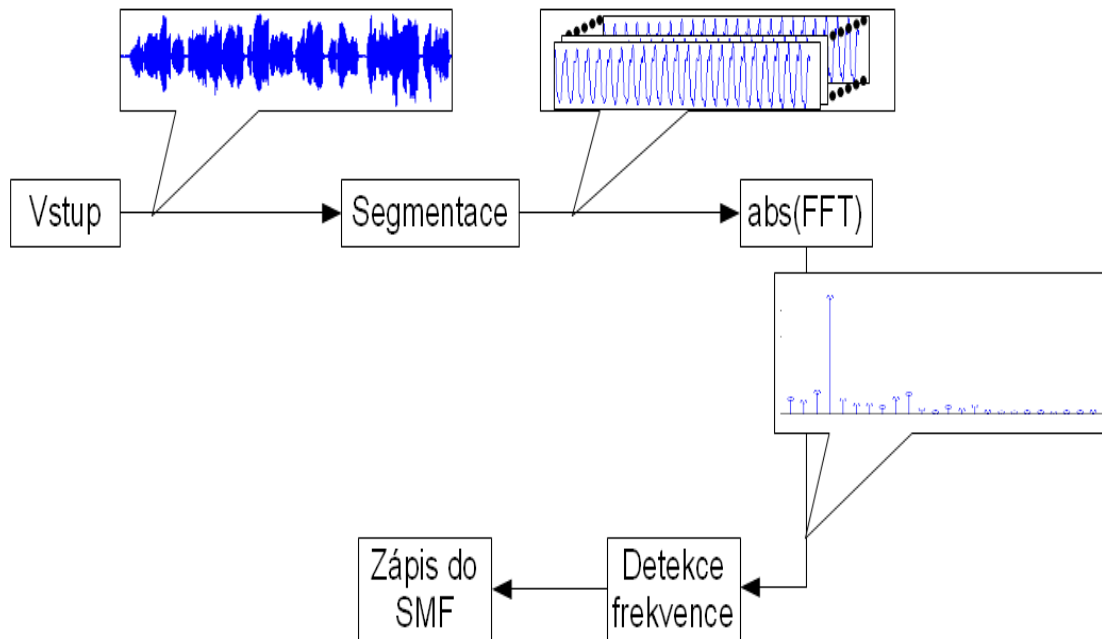 Vstup
Segmentace
abs(FFT)
Detekce
frekvence
Zápis do
SMF